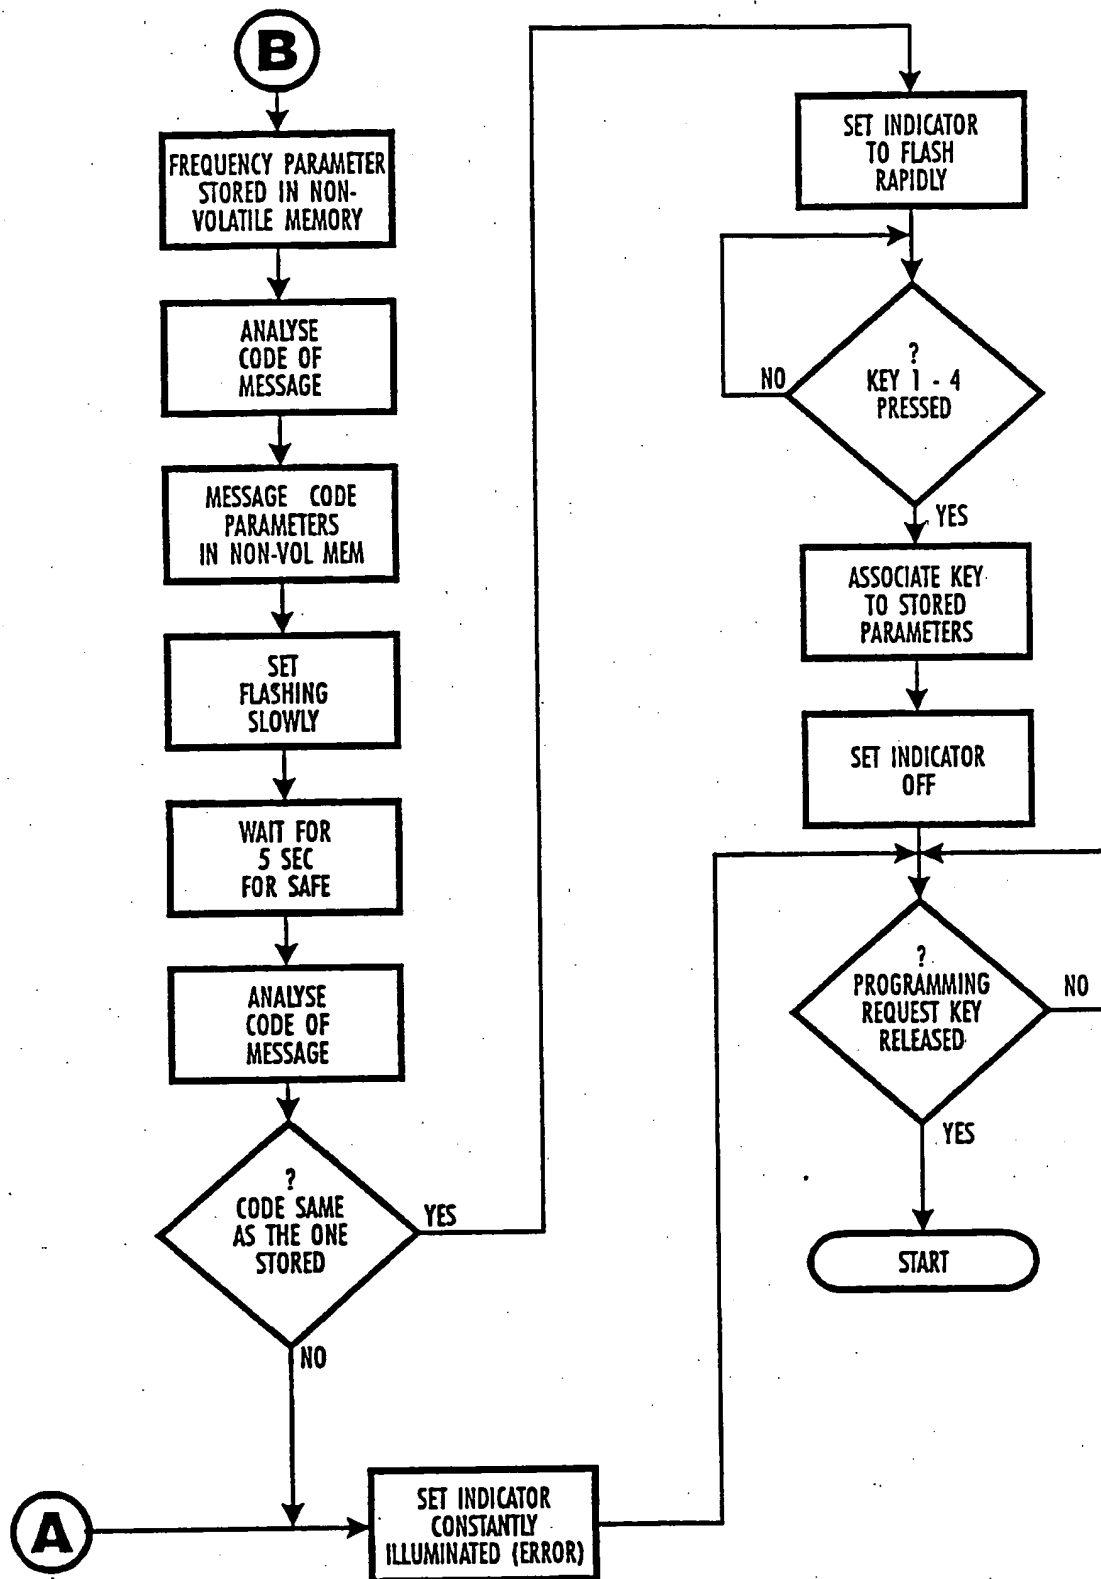 B
FREQUENCY PARAMETER
STORED IN NON-
VOLATILE MEMORY
ANALYSE
CODE OF
MESSAGE
MESSAGE CODE
PARAMETERS
IN NON-VOL MEM
SET
FLASHING
SLOWLY
WAIT FOR
5 SEC
FOR SAFE
ANALYSE
CODE OF
MESSAGE
?
CODE SAME
AS THE ONE
STORED
YES
NO
A
SET INDICATOR
CONSTANTLY
ILLUMINATED (ERROR)
SET INDICATOR
TO FLASH
RAPIDLY
?
KEY 1 - 4
PRESSED
NO
YES
ASSOCIATE KEY
TO STORED
PARAMETERS
SET INDICATOR
OFF
?
PROGRAMMING
REQUEST KEY
RELEASED
NO
YES
START